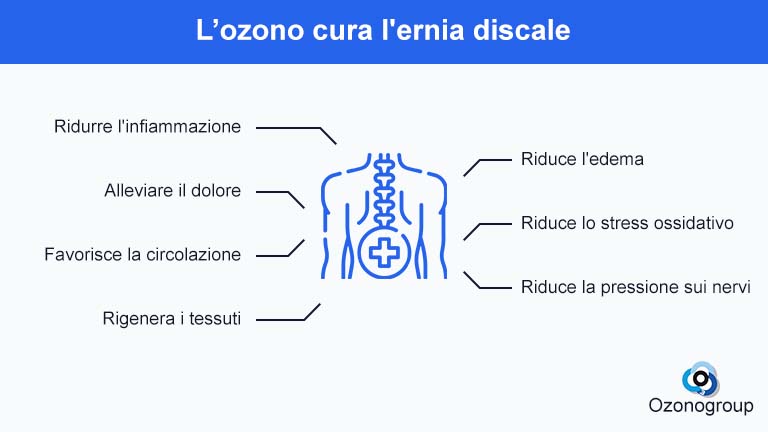 L’ozono cura l'ernia discale
Ridurre l'infiammazione
Alleviare il dolore
Favorisce la circolazione
Rigenera i tessuti
Riduce l'edema
Riduce lo stress ossidativo
Riduce la pressione sui nervi
Ozonogroup